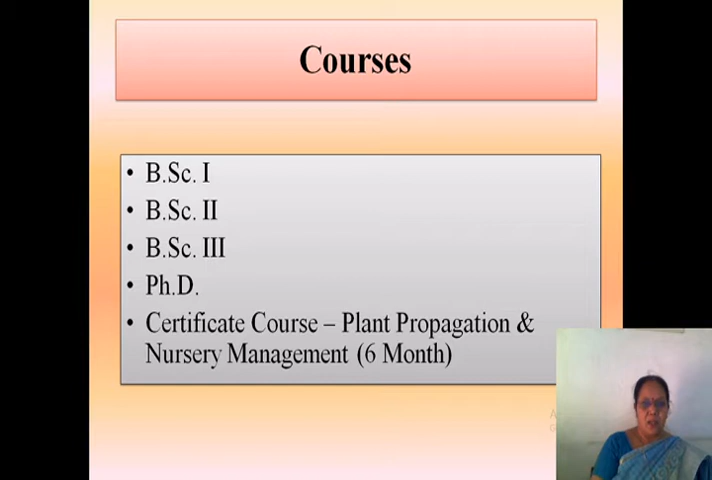 Courses
• B.Sc. I
• B.Sc. II
• B.Sc. III
• Ph.D.
• Certificate Course – Plant Propagation &
Nursery Management (6 Month)